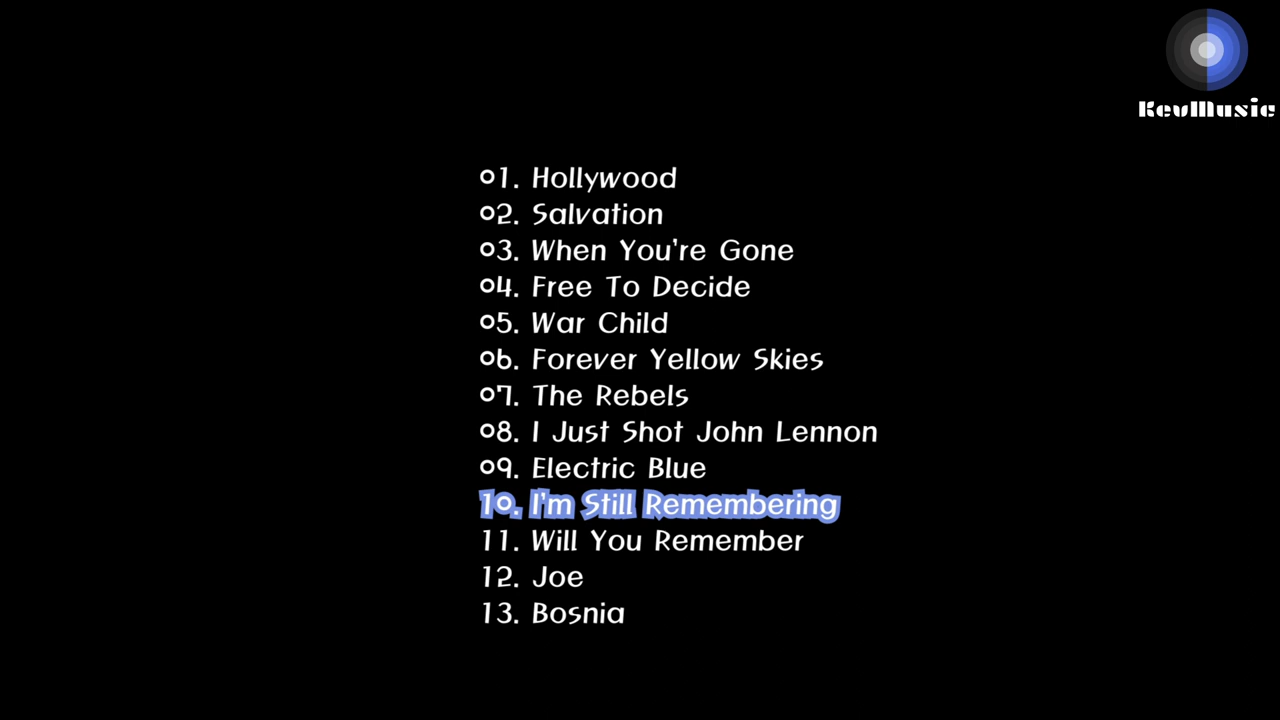 KevMusic
01. Hollywood
02. Salvation
03. When You're Gone
04. Free To Decide
05. War Child
06. Forever Yellow Skies
07. The Rebels
08. I Just Shot John Lennon
09. Electric Blue
10. I'm Still Remembering
11. Will You Remember
12. Joe
13. Bosnia